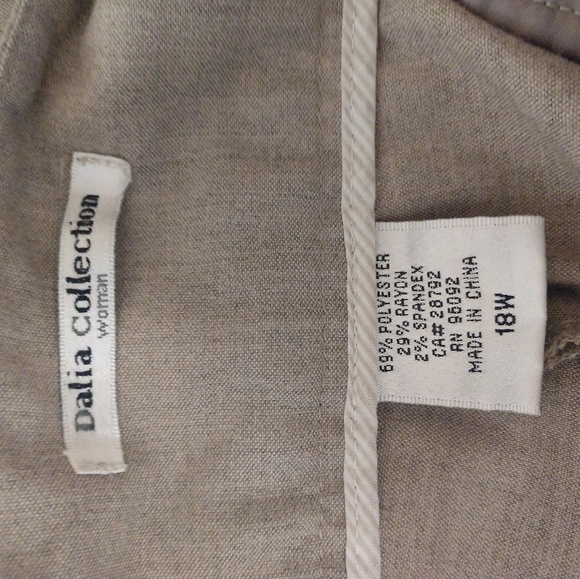 Dalia Collection
Woman
69% POLYESTER
29% RAYON
2% SPANDEX
CA# 28792
RN 95092
MADE IN CHINA
18W